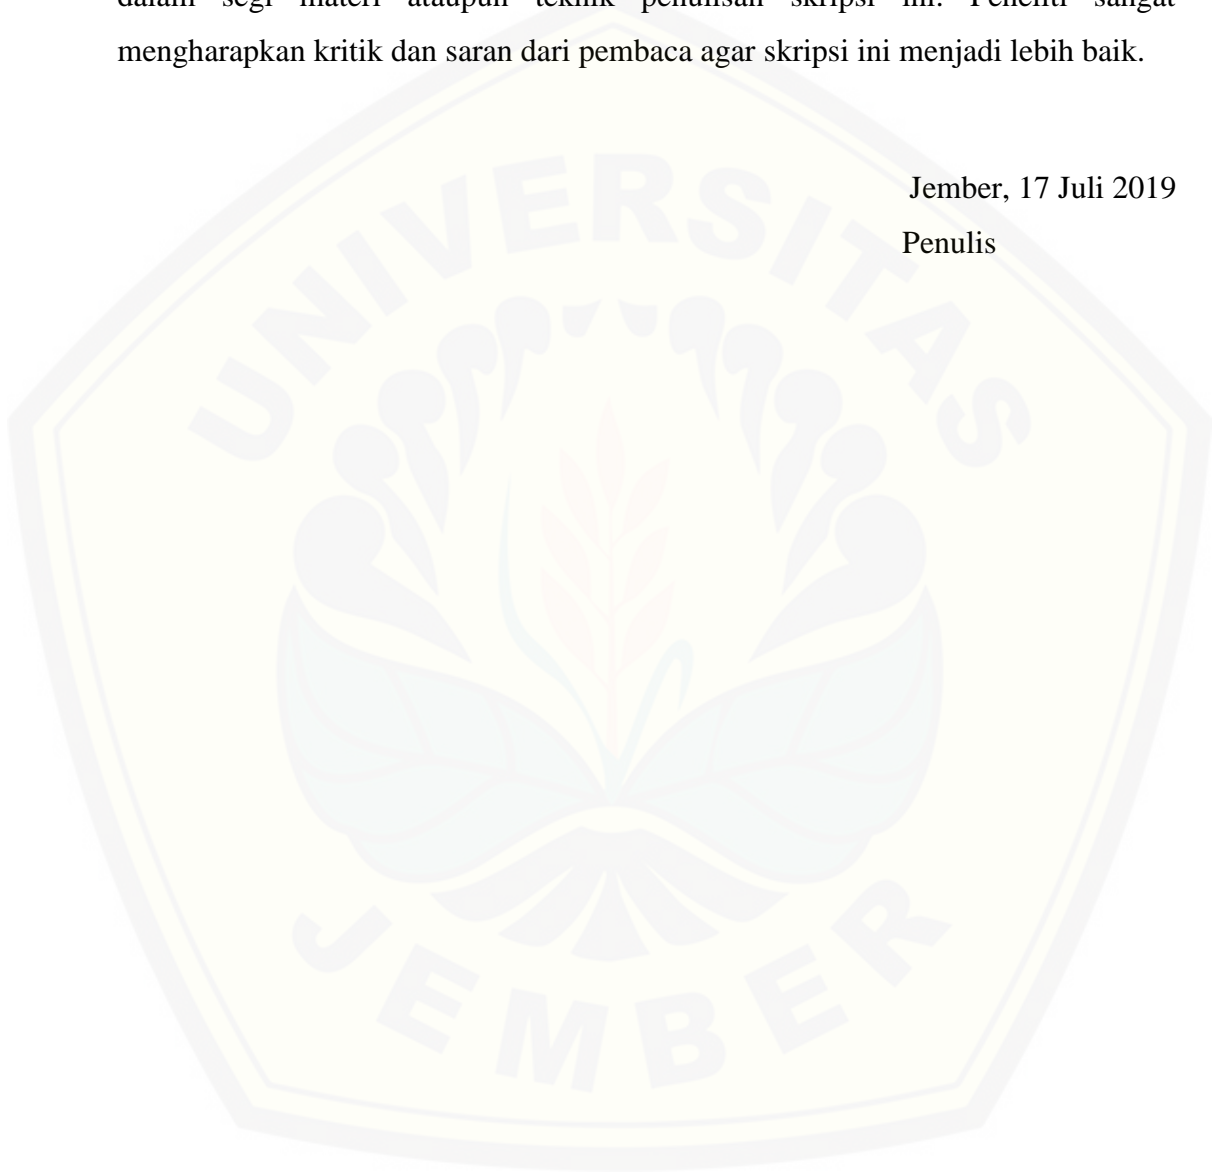 dalam segi materi ataupun teknik penulisan skripsi ini. Peneliti sangat
mengharapkan kritik dan saran dari pembaca agar skripsi ini menjadi lebih baik.
Jember, 17 Juli 2019
Penulis
UNIVERSITAS
JEMBER